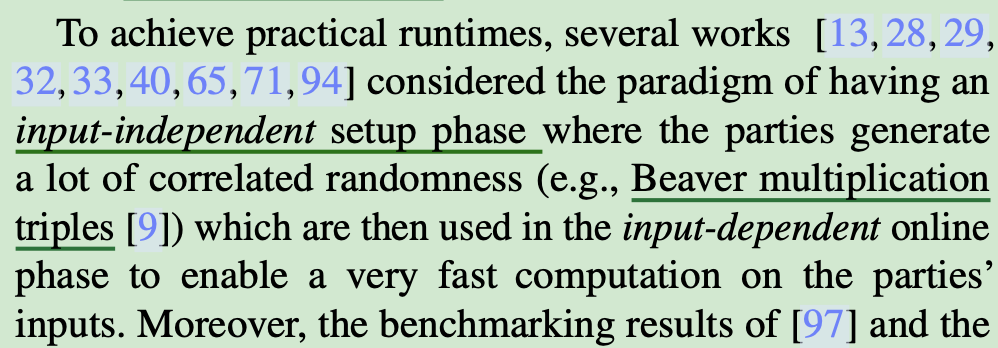 To achieve practical runtimes, several works [13, 28, 29,
32, 33, 40, 65, 71, 94] considered the paradigm of having an
input-independent setup phase where the parties generate
a lot of correlated randomness (e.g., Beaver multiplication
triples [9]) which are then used in the input-dependent online
phase to enable a very fast computation on the parties’
inputs. Moreover, the benchmarking results of [97] and the